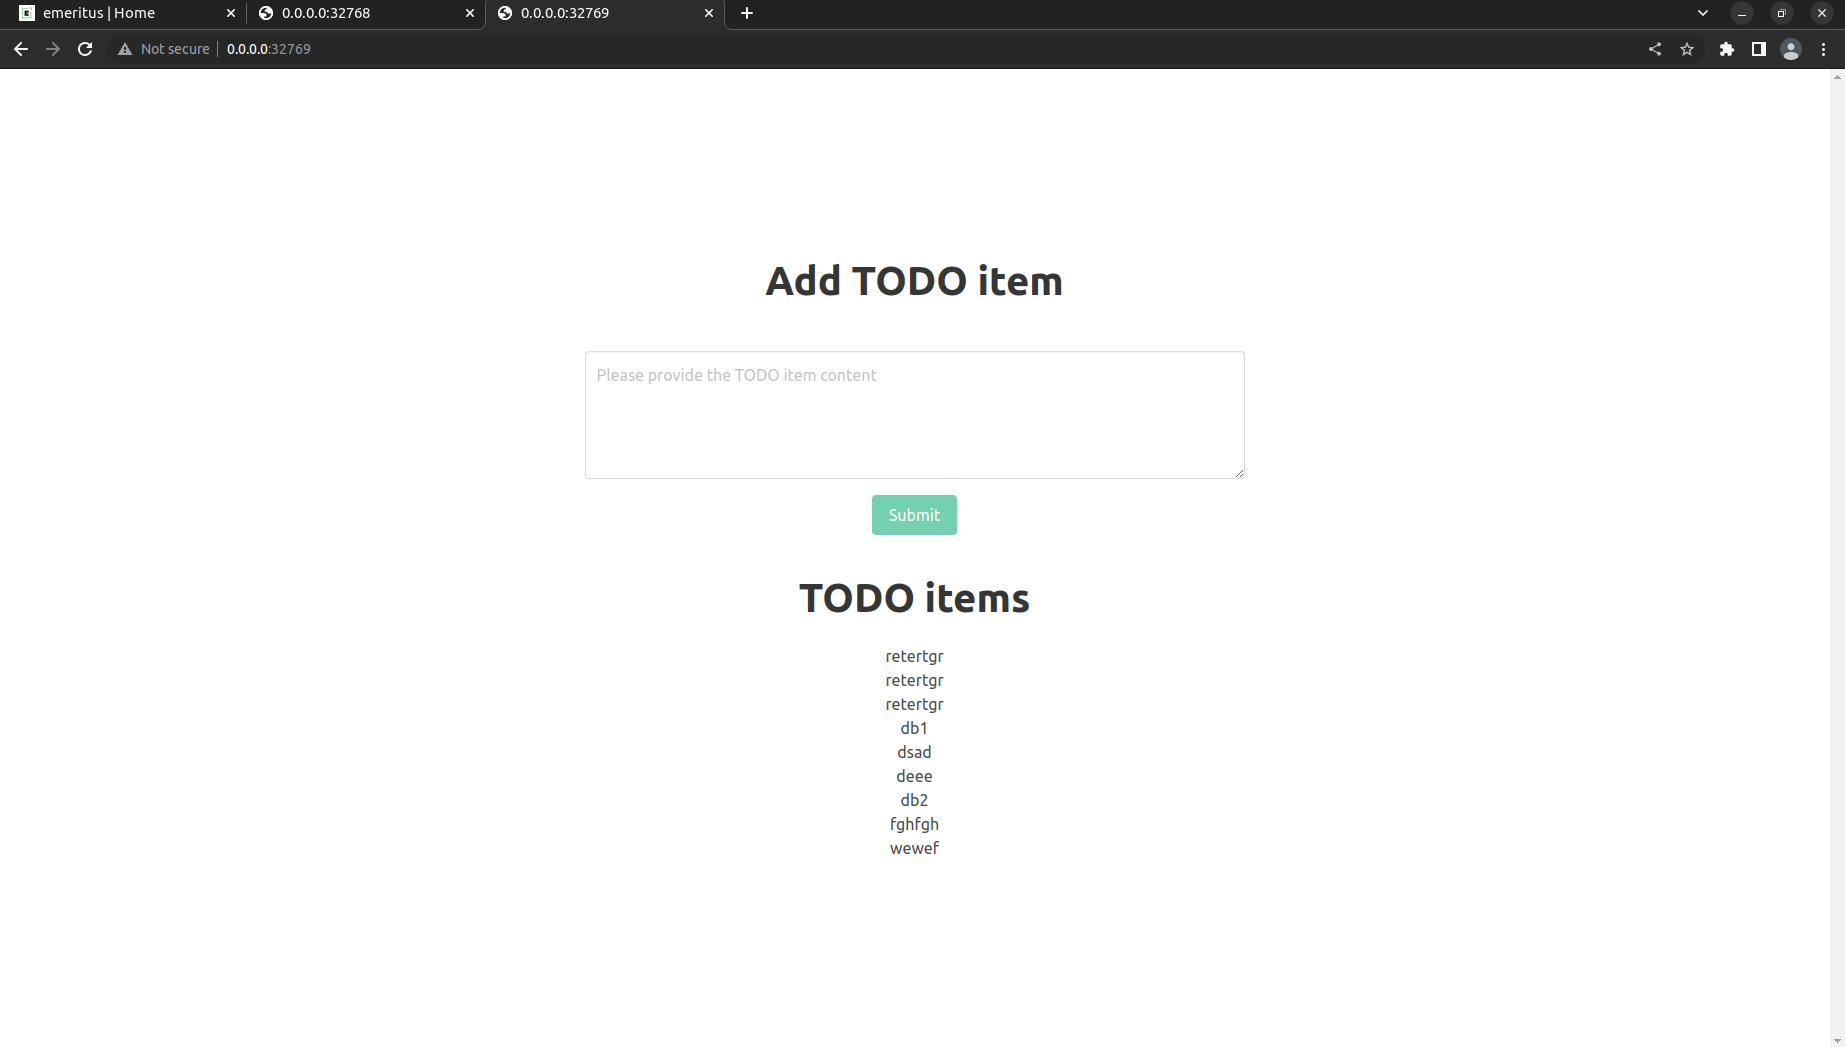 emeritus | Home
0.0.0.0:32768
0.0.0.0:32769
Not secure
0.0.0.0:32769
Add TODO item
Please provide the TODO item content
Submit
TODO items
retertgr
retertgr
retertgr
db1
dsad
deee
db2
fghfgh
wewef